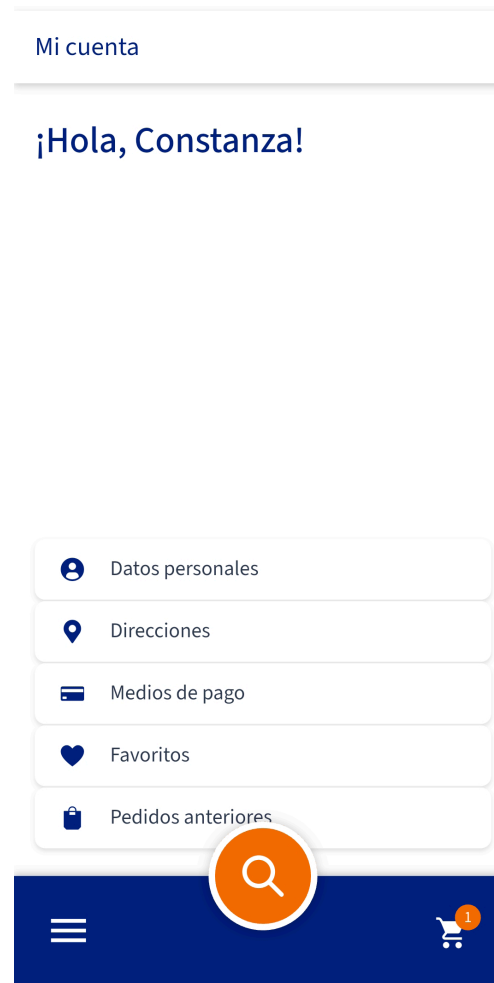 Mi cuenta
¡Hola, Constanza!
Datos personales
Direcciones
Medios de pago
Favoritos
Pedidos anteriores
1